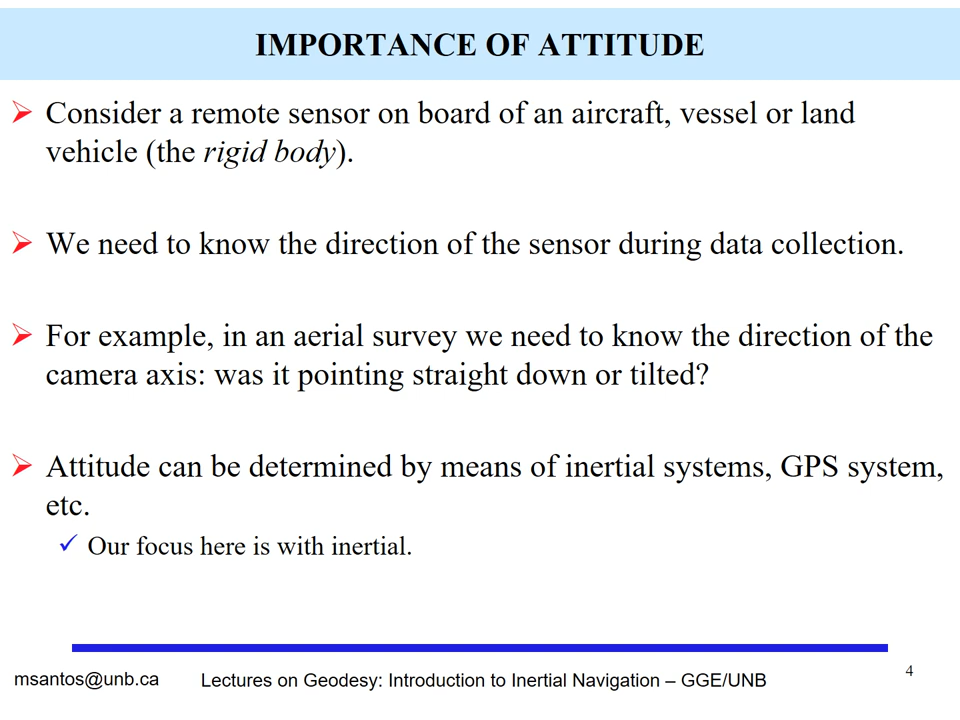 IMPORTANCE OF ATTITUDE
Consider a remote sensor on board of an aircraft, vessel or land
vehicle (the rigid body).
We need to know the direction of the sensor during data collection.
For example, in an aerial survey we need to know the direction of the
camera axis: was it pointing straight down or tilted?
Attitude can be determined by means of inertial systems, GPS system,
etc.
Our focus here is with inertial.
msantos@unb.ca
Lectures on Geodesy: Introduction to Inertial Navigation – GGE/UNB
4